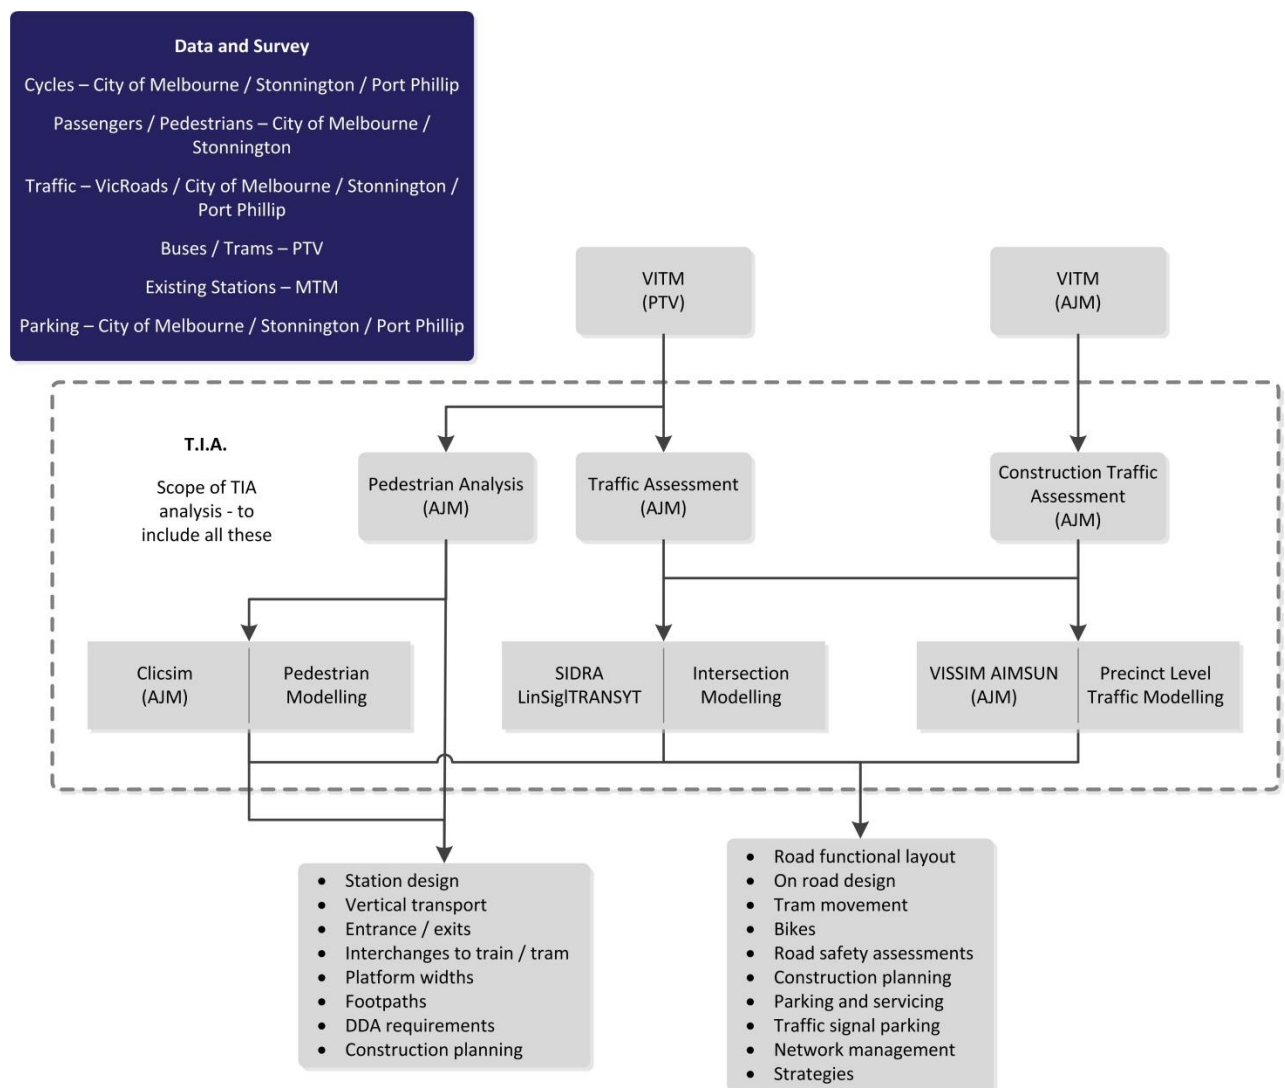 Data and Survey
Cycles – City of Melbourne / Stonnington / Port Phillip
Passengers / Pedestrians – City of Melbourne /
Stonnington
Traffic – VicRoads / City of Melbourne / Stonnington /
Port Phillip
Buses / Trams – PTV
Existing Stations – MTM
Parking – City of Melbourne / Stonnington / Port Phillip
VITM
(PTV)
VITM
(AJM)
T.I.A.
Scope of TIA
analysis - to
include all these
Pedestrian Analysis
(AJM)
Traffic Assessment
(AJM)
Construction Traffic
Assessment
(AJM)
Clicsim
(AJM)
Pedestrian
Modelling
SIDRA
LinSiglTRANSYT
Intersection
Modelling
VISSIM AIMSUN
(AJM)
Precinct Level
Traffic Modelling
• Station design
• Vertical transport
• Entrance / exits
• Interchanges to train / tram
• Platform widths
• Footpaths
• DDA requirements
• Construction planning
• Road functional layout
• On road design
• Tram movement
• Bikes
• Road safety assessments
• Construction planning
• Parking and servicing
• Traffic signal parking
• Network management
• Strategies